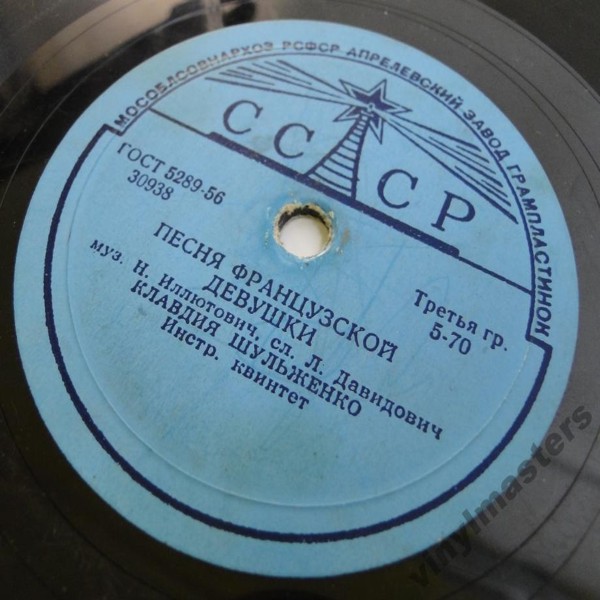 МОСОБЛСОВНАРХОЗ РСФСР АПРЕЛЕВСКИЙ ЗАВОД ГРАМПЛАСТИНОК
СССР
ГОСТ 5289-56
30938
Третья гр.
5-70
ПЕСНЯ ФРАНЦУЗСКОЙ
ДЕВУШКИ
муз. Н. Иллютович, сл. Л. Давидович
КЛАВДИЯ ШУЛЬЖЕНКО
Инстр. квинтет
vinylmasters